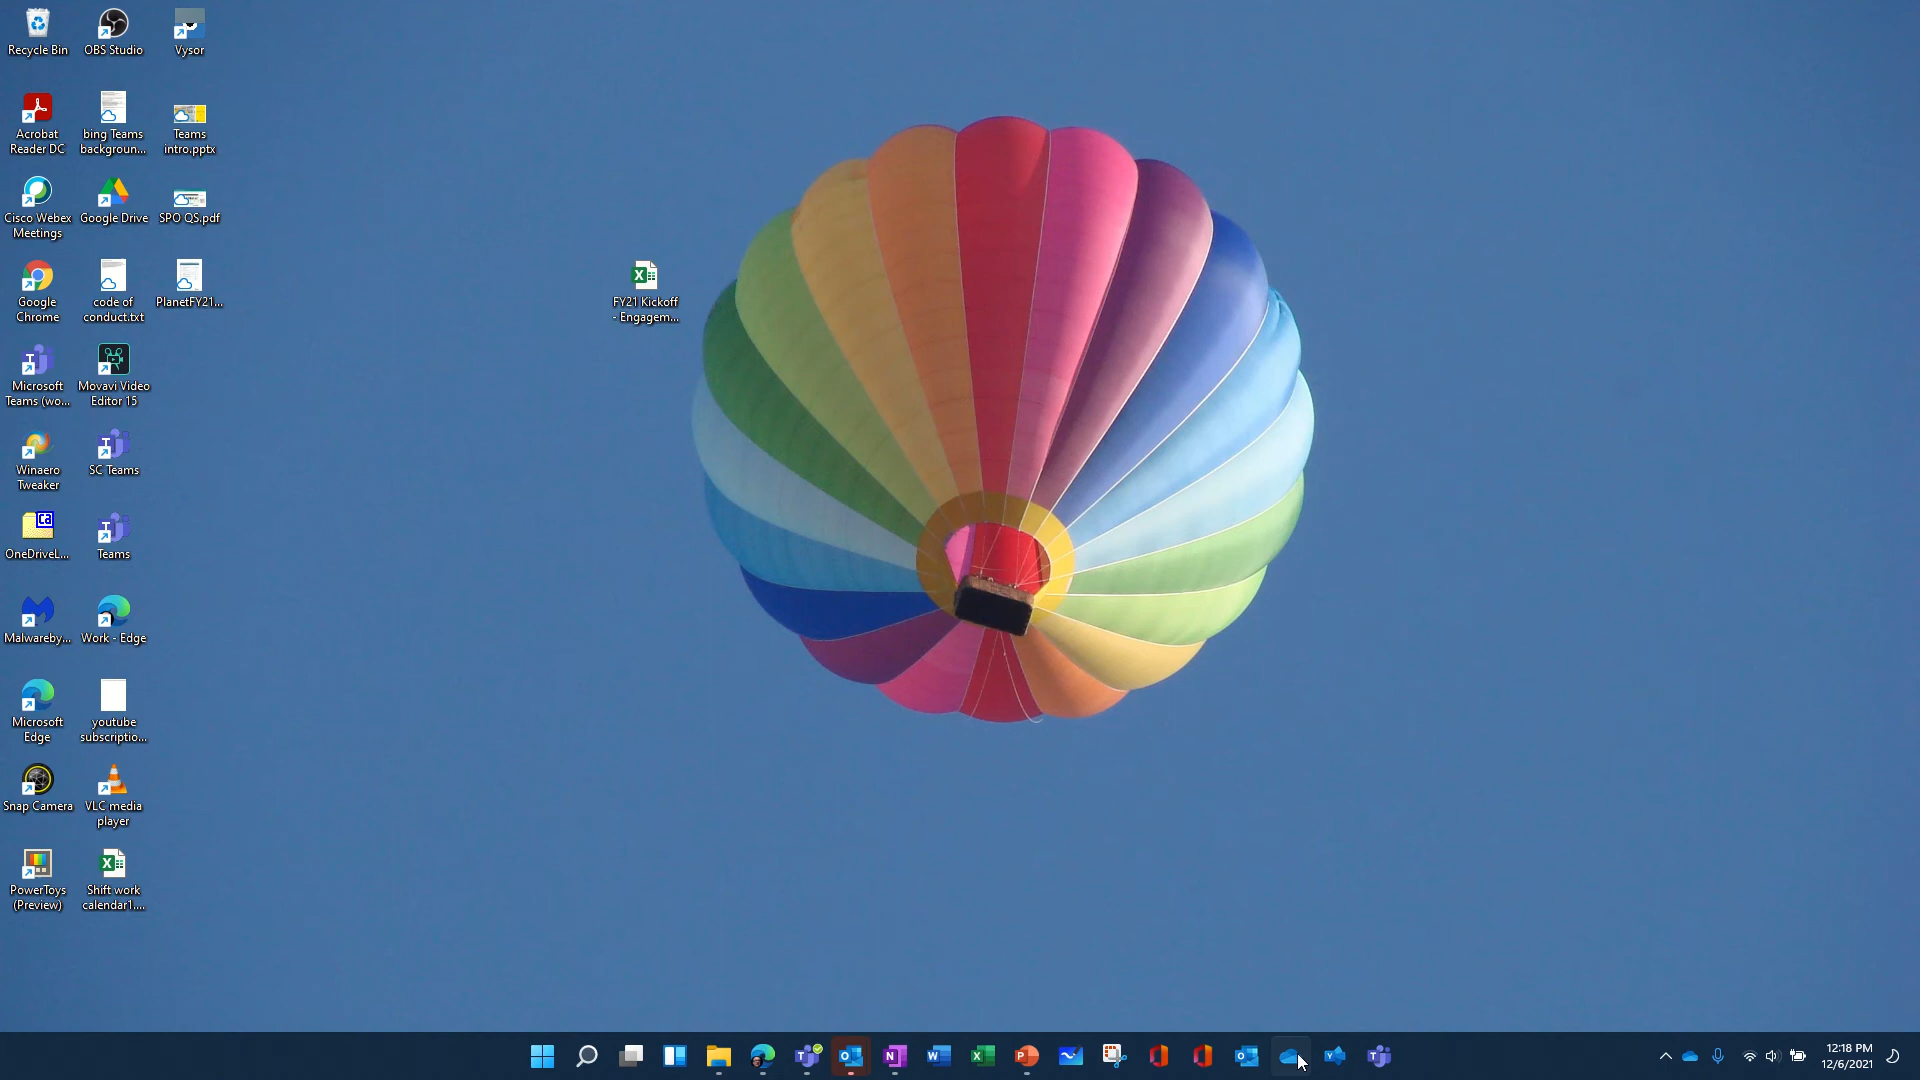 Recycle Bin
OBS Studio
Vysor
Acrobat
Reader DC
bing Teams
backgroun...
Teams
intro.pptx
Cisco Webex
Meetings
Google Drive
SPO QS.pdf
Google
Chrome
code of
conduct.txt
PlanetFY21...
FY21 Kickoff
- Engagem...
Microsoft
Teams (wo...
Movavi Video
Editor 15
Winaero
Tweaker
SC Teams
OneDriveL...
Teams
Malwareby...
Work - Edge
Microsoft
Edge
youtube
subscriptio...
Snap Camera
VLC media
player
PowerToys
(Preview)
Shift work
calendar1....
12:18 PM
12/6/2021